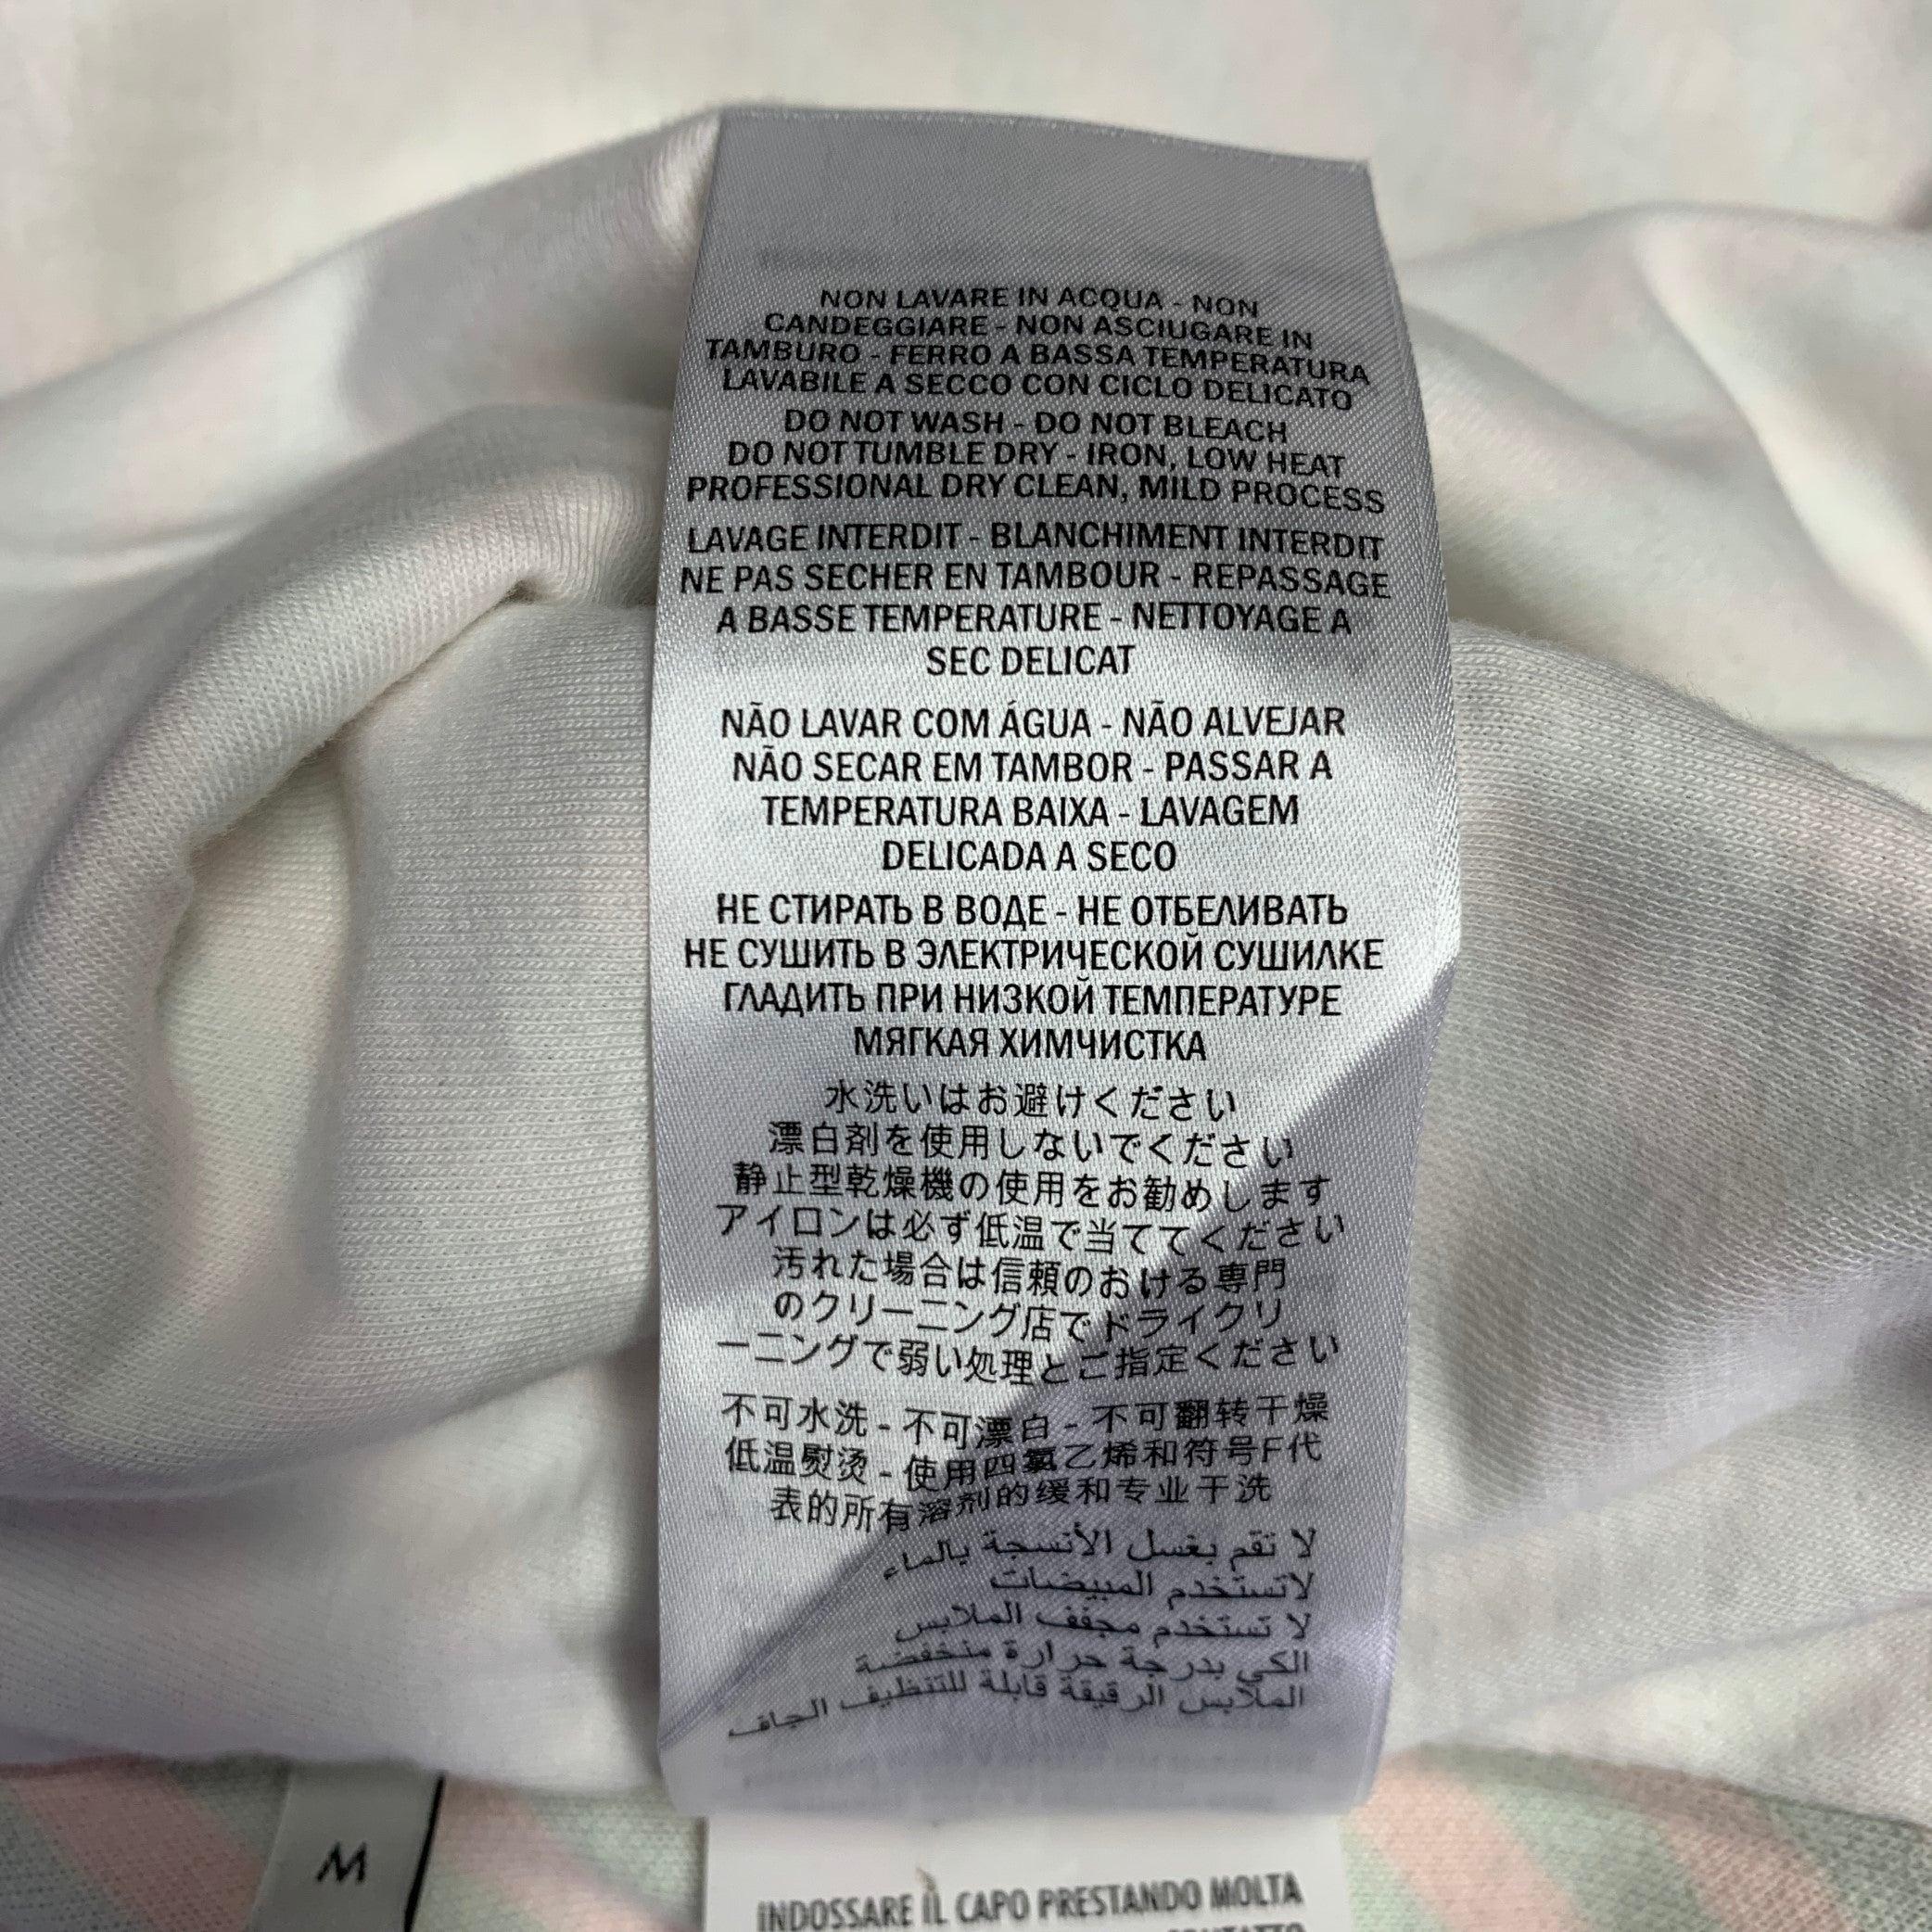 NON LAVARE IN ACQUA - NON
CANDEGGIARE - NON ASCIUGARE IN
TAMBURO - FERRO A BASSA TEMPERATURA
LAVABILE A SECCO CON CICLO DELICATO
DO NOT WASH - DO NOT BLEACH
DO NOT TUMBLE DRY - IRON, LOW HEAT
PROFESSIONAL DRY CLEAN, MILD PROCESS
LAVAGE INTERDIT - BLANCHIMENT INTERDIT
NE PAS SECHER EN TAMBOUR - REPASSAGE
A BASSE TEMPERATURE - NETTOYAGE A
SEC DELICAT
NÃO LAVAR COM ÁGUA - NÃO ALVEJAR
NÃO SECAR EM TAMBOR - PASSAR A
TEMPERATURA BAIXA - LAVAGEM
DELICADA A SECO
НЕ СТИРАТЬ В ВОДЕ - НЕ ОТБЕЛИВАТЬ
НЕ СУШИТЬ В ЭЛЕКТРИЧЕСКОЙ СУШИЛКЕ
ГЛАДИТЬ ПРИ НИЗКОЙ ТЕМПЕРАТУРЕ
МЯГКАЯ ХИМЧИСТКА
水洗いはお避けください
漂白剤を使用しないでください
静止型乾燥機の使用をお勧めします
アイロンは必ず低温で当ててください
汚れた場合は信頼のおける専門
のクリーニング店でドライクリ
ーニングで弱い処理とご指定ください
不可水洗 - 不可漂白 - 不可翻转干燥
低温熨烫 - 使用四氯乙烯和符号F代
表的所有溶剂的缓和专业干洗
لا تقم بغسل الأنسجة بالماء
لاتستخدم المبيضات
لا تستخدم مجفف الملابس
الكي بدرجة حرارة منخفضة
الملابس الرقيقة قابلة للتنظيف الجاف
M
INDOSSARE IL CAPO PRESTANDO MOLTA